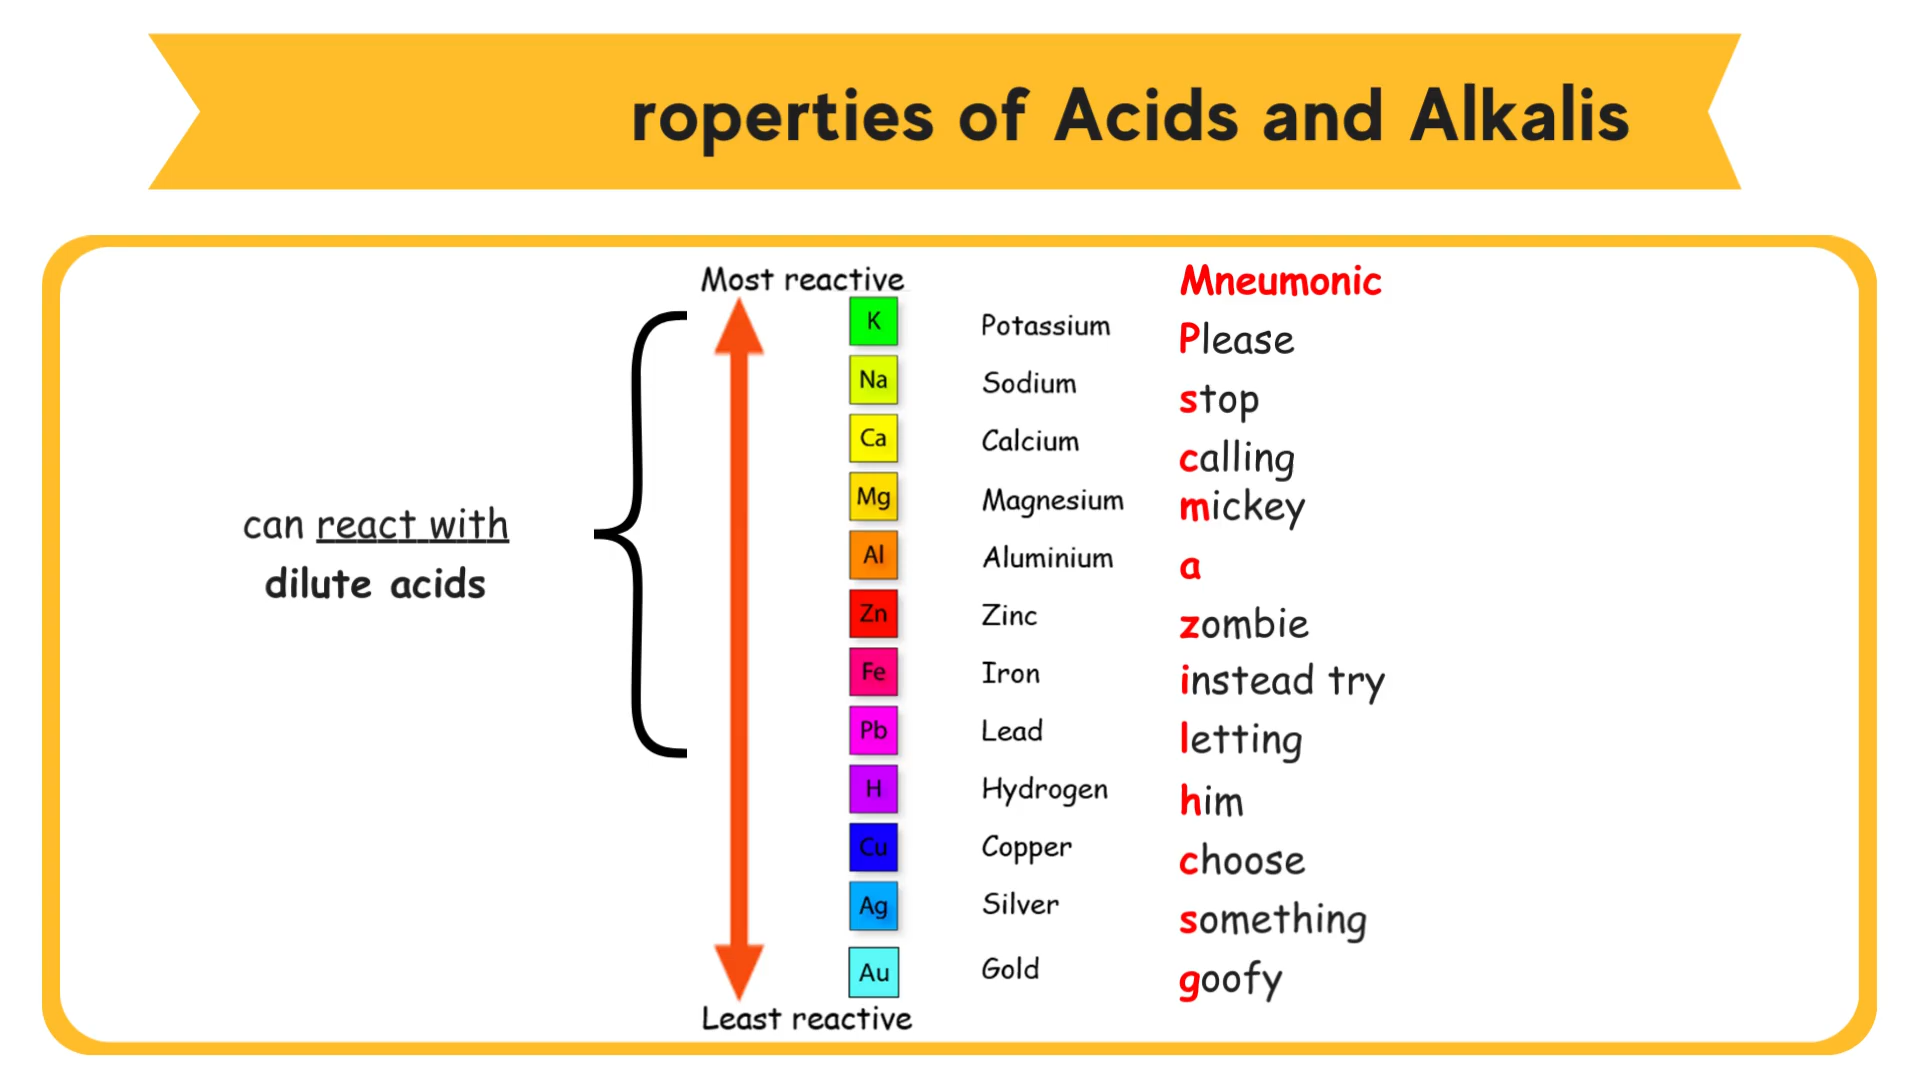 roperties of Acids and Alkalis
Most reactive
Mneumonic
K Potassium Please
Na Sodium stop
Ca Calcium calling
Mg Magnesium mickey
can react with
dilute acids
Al Aluminium a
Zn Zinc zombie
Fe Iron instead try
Pb Lead letting
H Hydrogen him
Cu Copper choose
Ag Silver something
Au Gold goofy
Least reactive